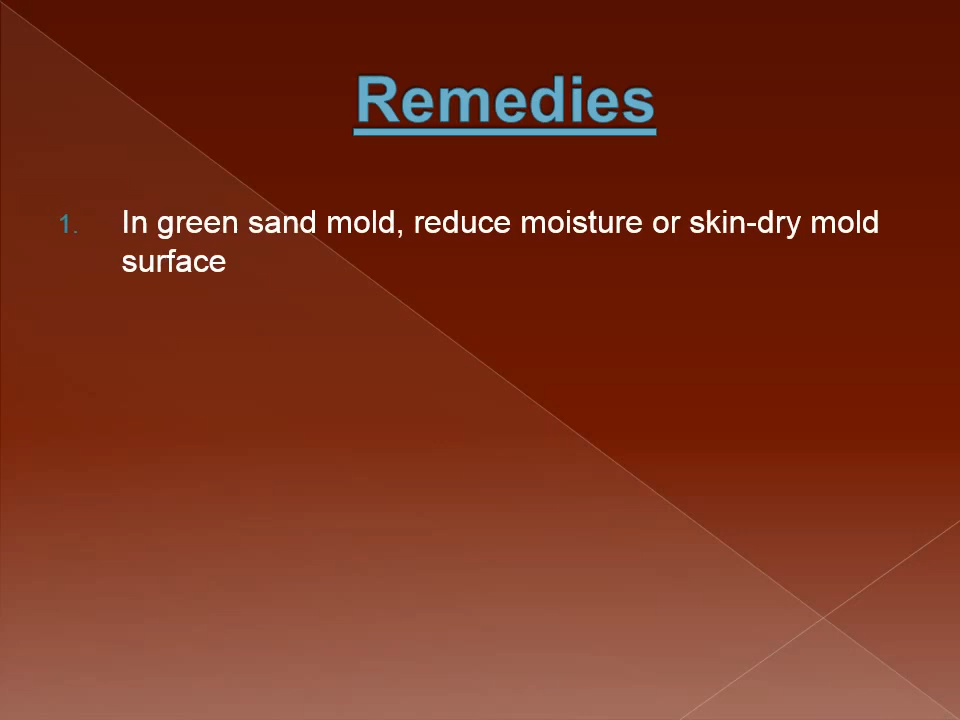 Remedies
1. In green sand mold, reduce moisture or skin-dry mold
surface